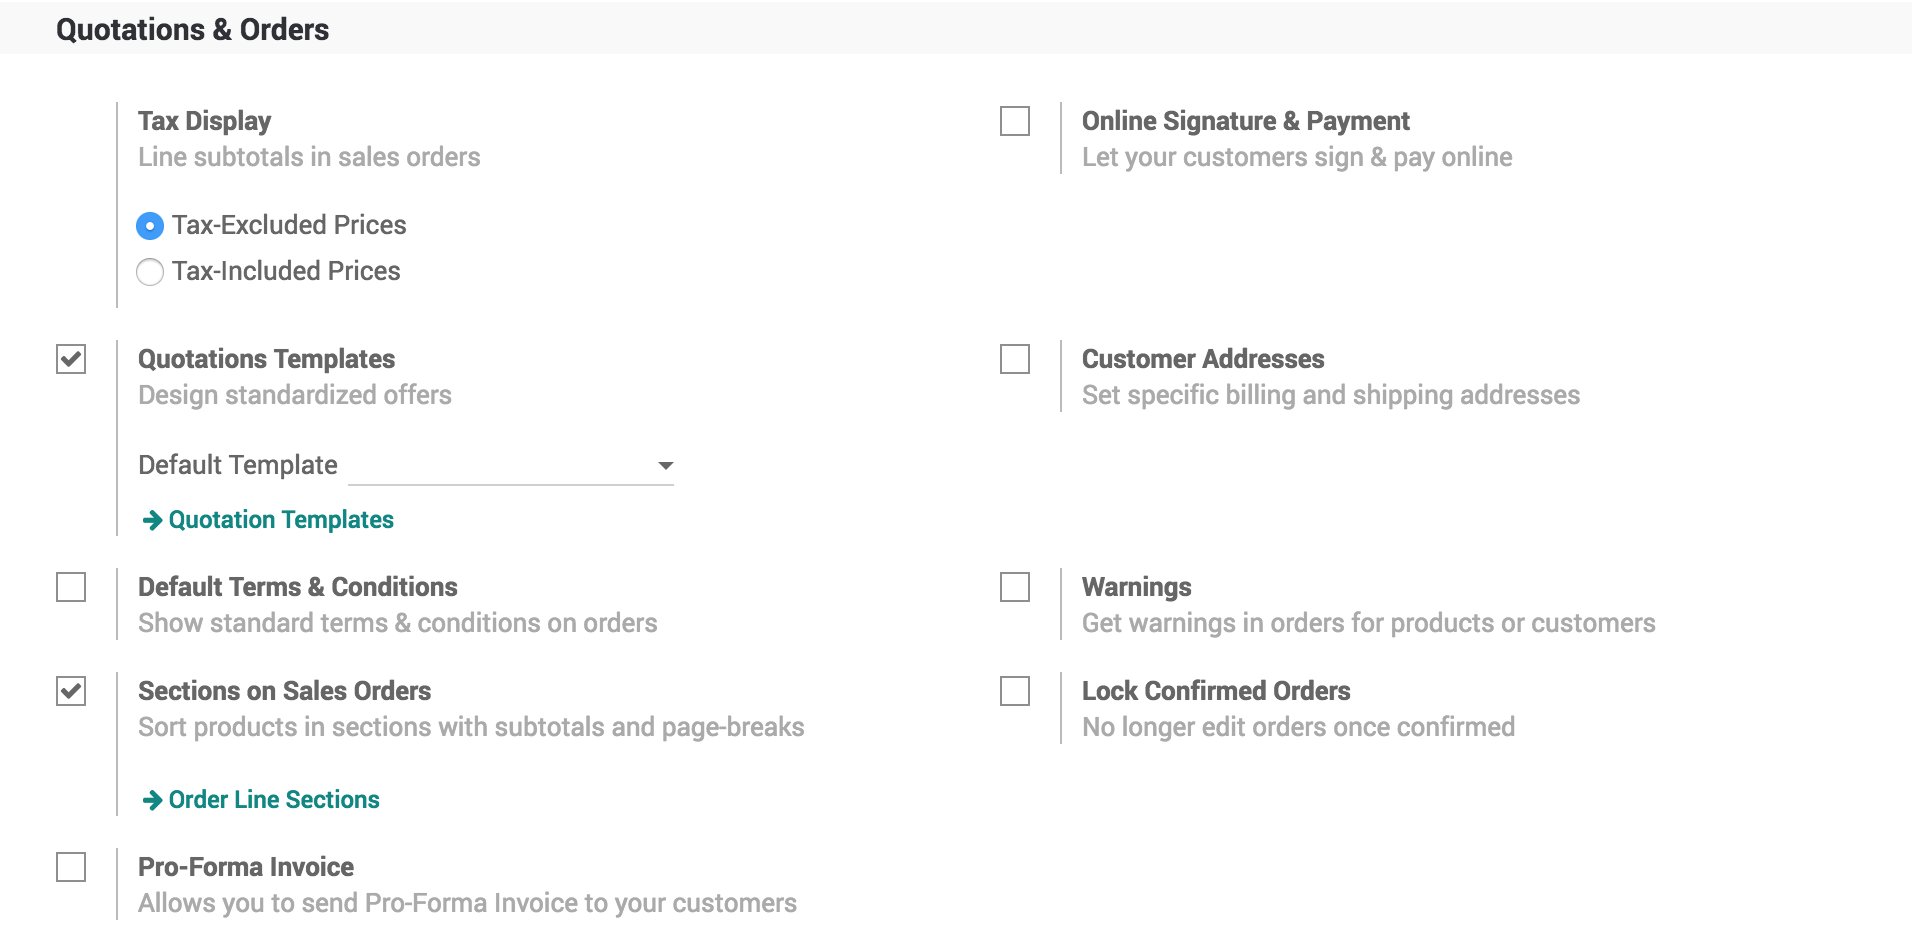 Quotations & Orders
Tax Display
Line subtotals in sales orders
Tax-Excluded Prices
Tax-Included Prices
Online Signature & Payment
Let your customers sign & pay online
Quotations Templates
Design standardized offers
Default Template
Quotation Templates
Customer Addresses
Set specific billing and shipping addresses
Default Terms & Conditions
Show standard terms & conditions on orders
Warnings
Get warnings in orders for products or customers
Sections on Sales Orders
Sort products in sections with subtotals and page-breaks
Order Line Sections
Lock Confirmed Orders
No longer edit orders once confirmed
Pro-Forma Invoice
Allows you to send Pro-Forma Invoice to your customers